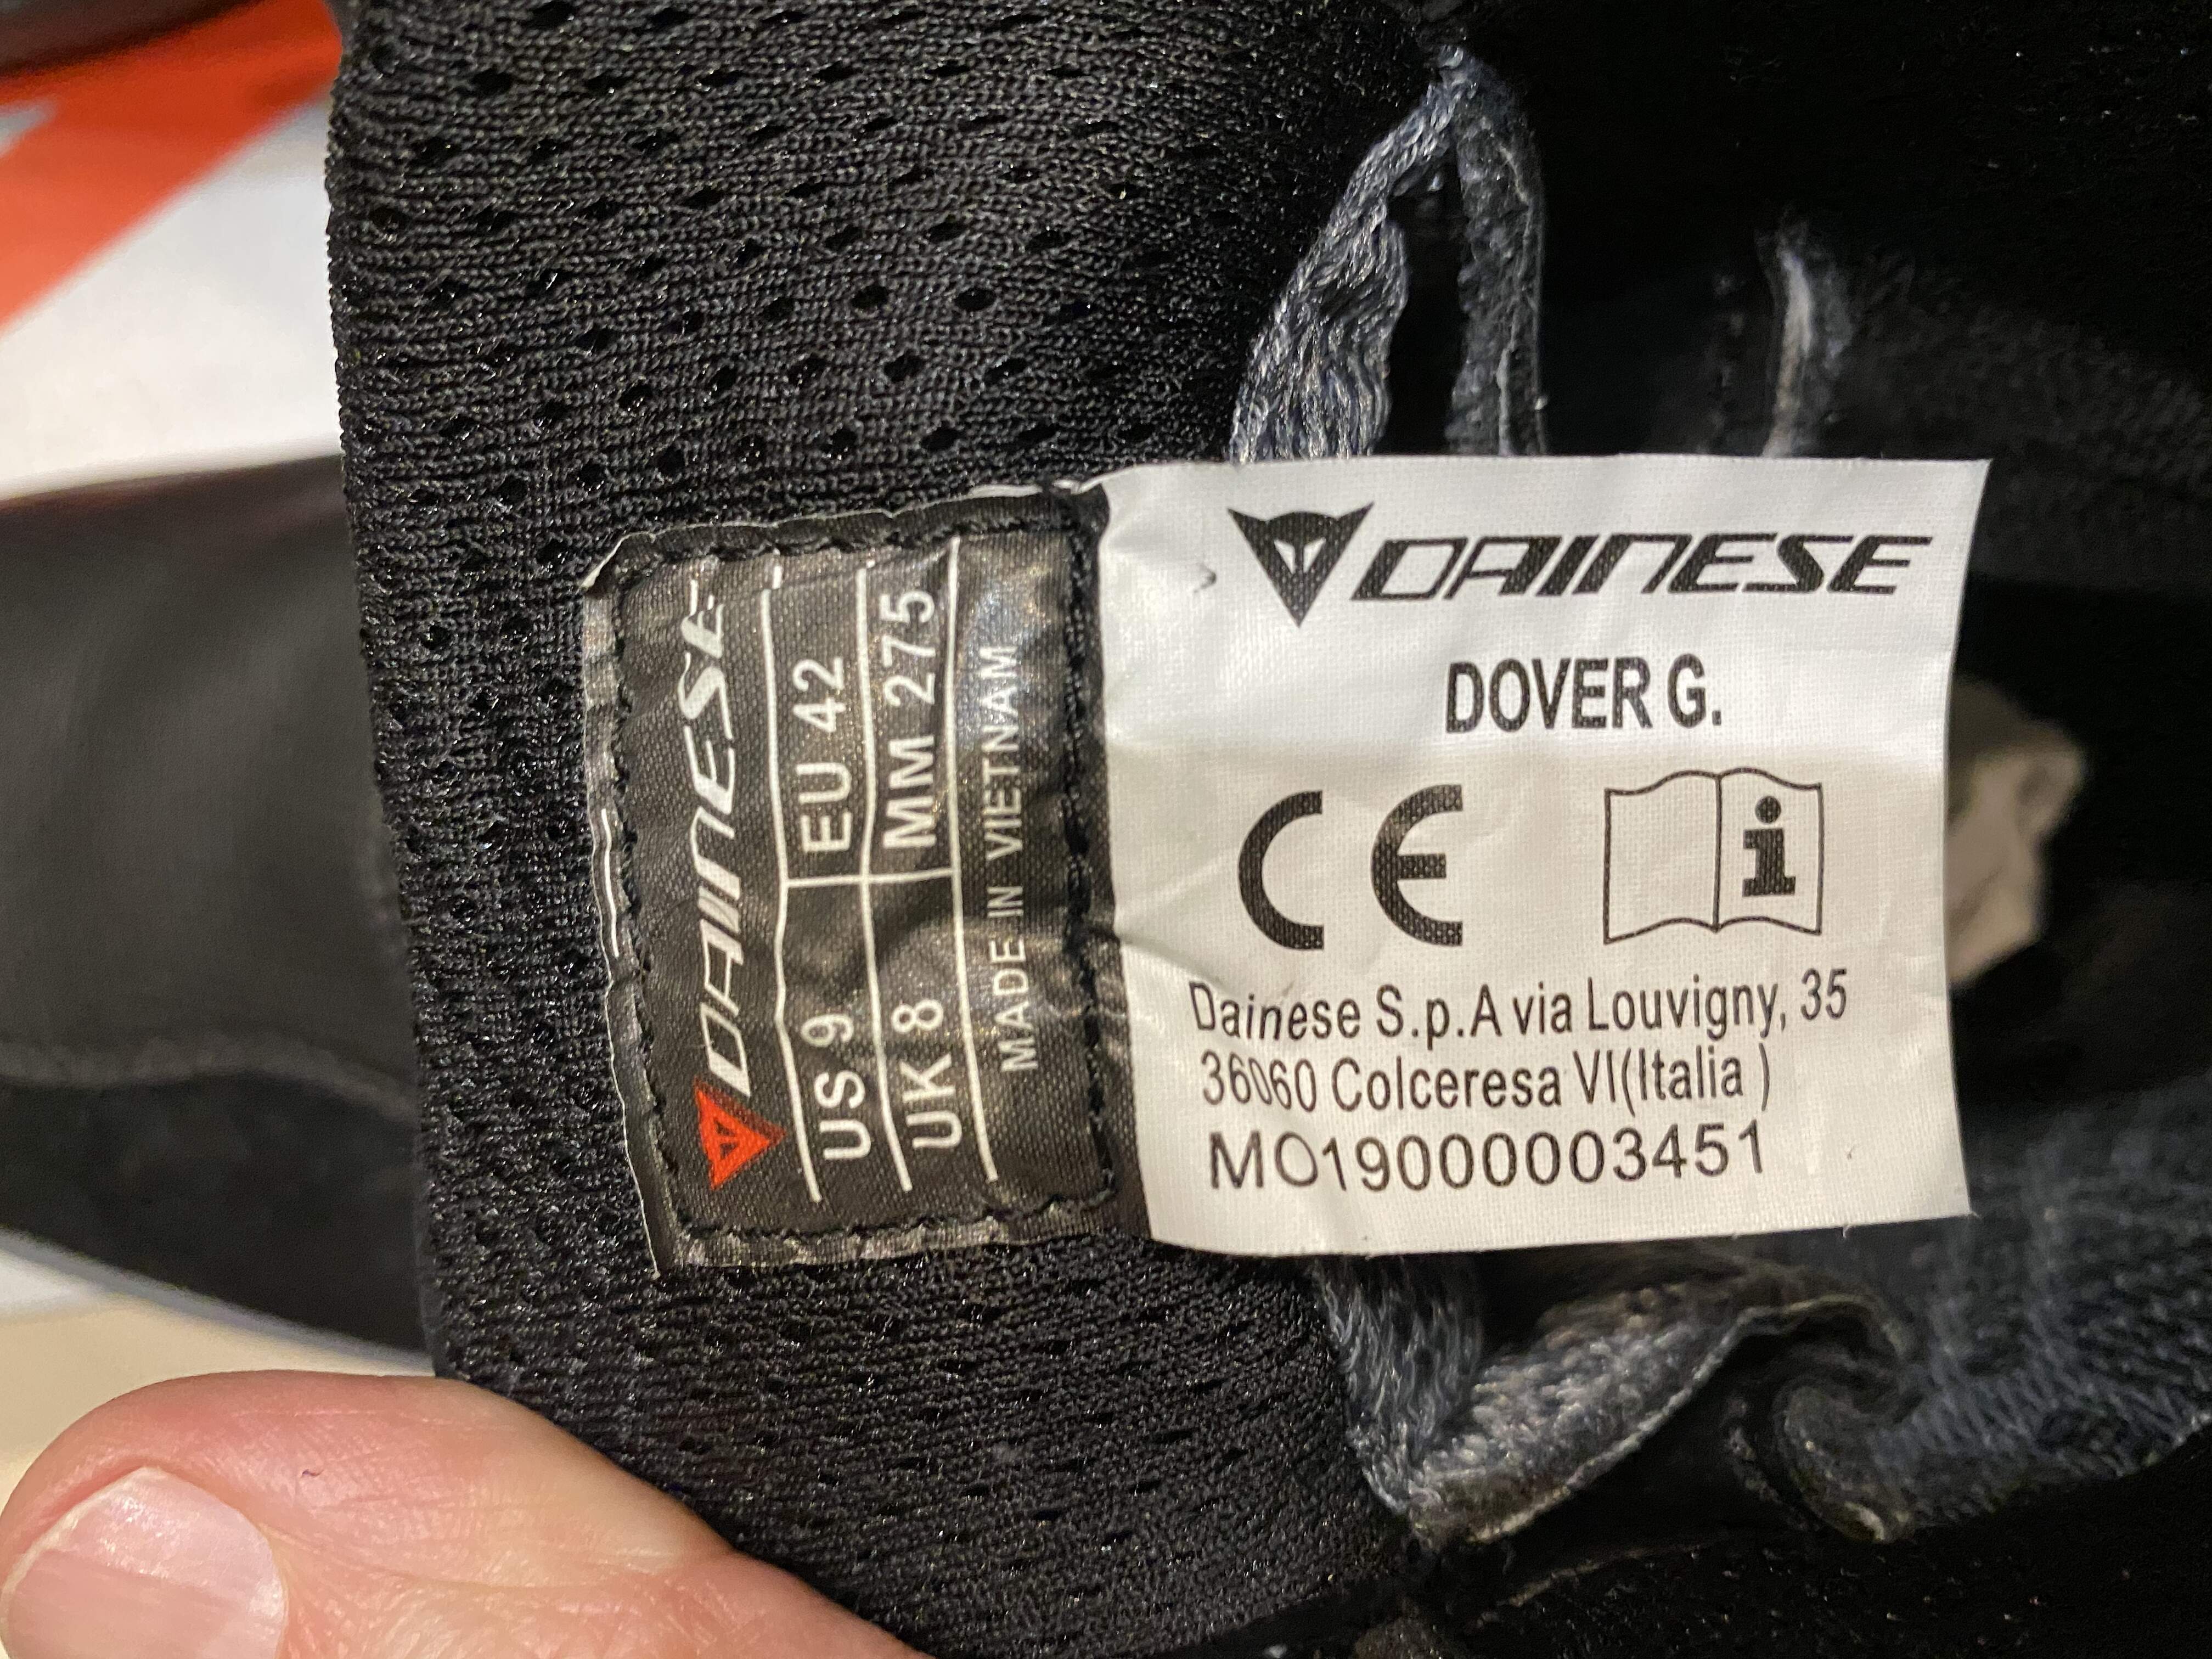 DAINESE
US 9 EU 42
UK 8 MM 275
MADE IN VIETNAM
DAINESE
DOVER G.
CE
i
Dainese S.p.A via Louvigny, 35
36060 Colceresa VI(Italia )
MO19000003451